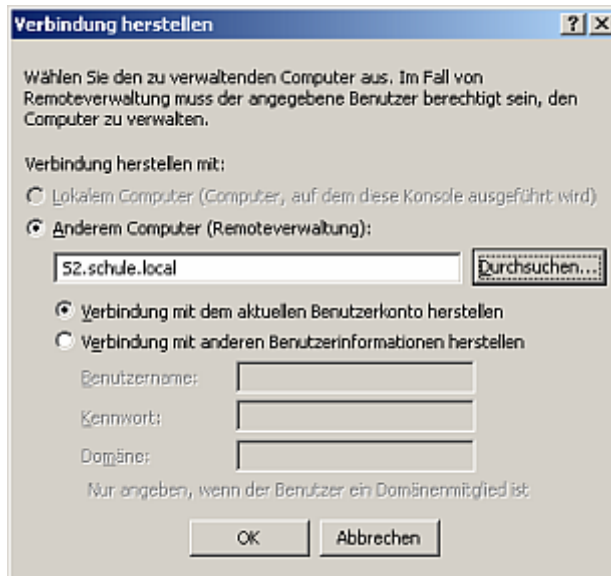 Verbindung herstellen
Wählen Sie den zu verwaltenden Computer aus. Im Fall von
Remoteverwaltung muss der angegebene Benutzer berechtigt sein, den
Computer zu verwalten.
Verbindung herstellen mit:
Lokalem Computer (Computer, auf dem diese Konsole ausgeführt wird)
Anderem Computer (Remoteverwaltung):
S2.schule.local Durchsuchen...
Verbindung mit dem aktuellen Benutzerkonto herstellen
Verbindung mit anderen Benutzerinformationen herstellen
Benutzername:
Kennwort:
Domäne:
Nur angeben, wenn der Benutzer ein Domänenmitglied ist
OK Abbrechen